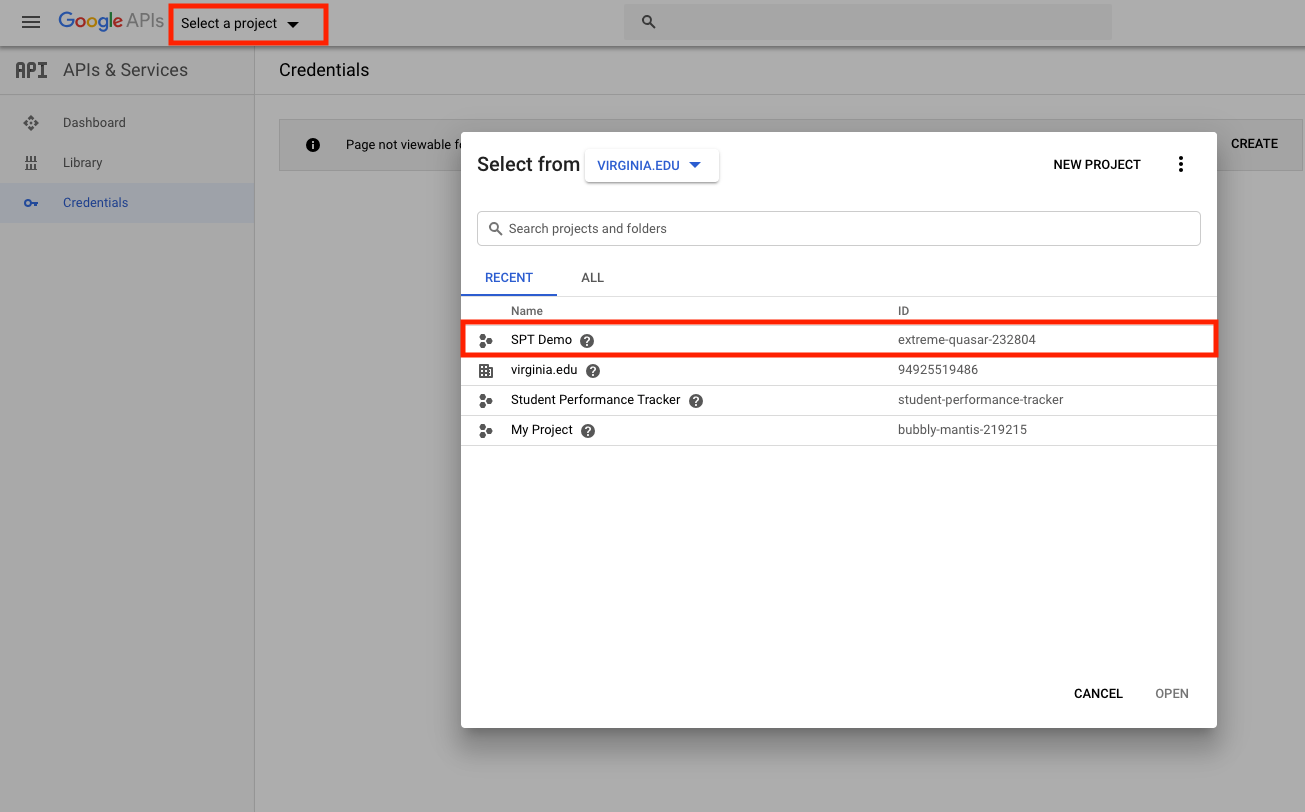 Google APIs Select a project
API APIs & Services Credentials
Dashboard
Library
Credentials
Page not viewable f CREATE
Select from VIRGINIA.EDU NEW PROJECT
Search projects and folders
RECENT ALL
Name ID
SPT Demo ? extreme-quasar-232804
virginia.edu ? 94925519486
Student Performance Tracker ? student-performance-tracker
My Project ? bubbly-mantis-219215
CANCEL OPEN